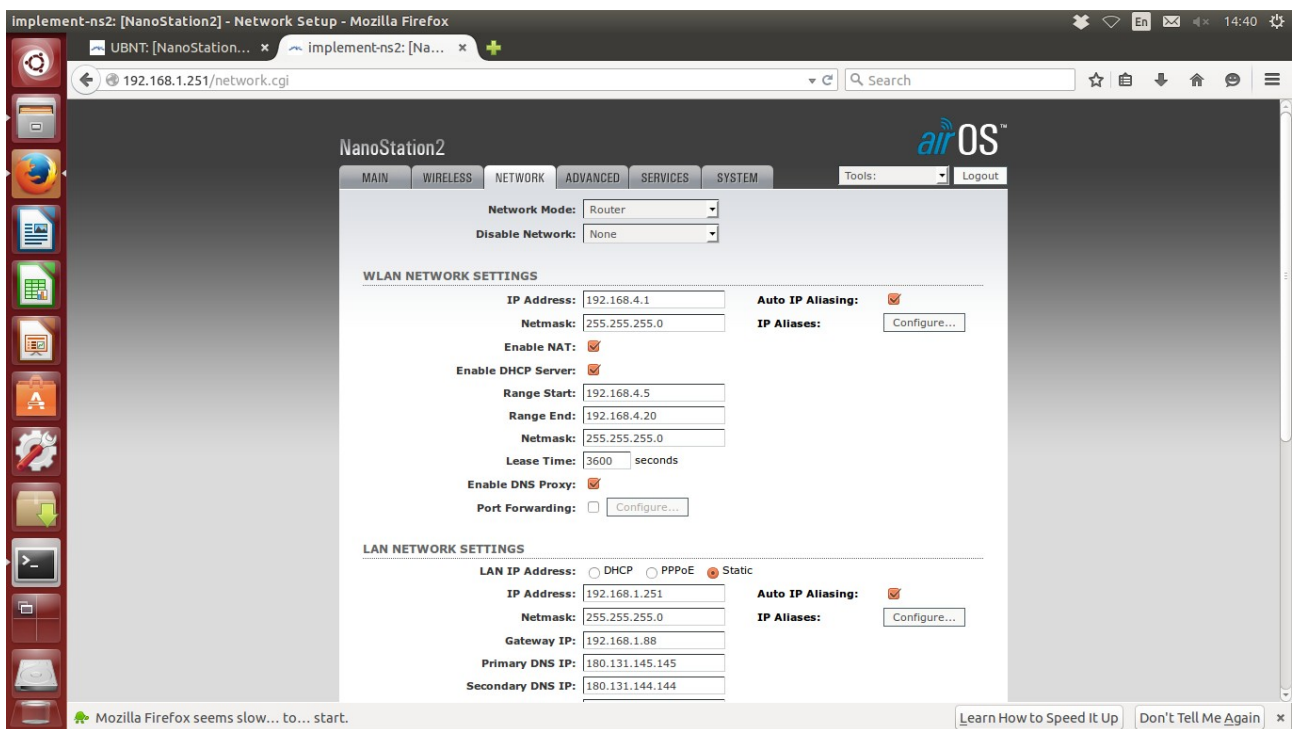 implement-ns2: [NanoStation2] - Network Setup - Mozilla Firefox
En
14:40
UBNT: [NanoStation... ×
implement-ns2: [Na... ×
192.168.1.251/network.cgi
Search
NanoStation2
airOS™
MAIN WIRELESS NETWORK ADVANCED SERVICES SYSTEM
Tools:
Logout
Network Mode: Router
Disable Network: None
WLAN NETWORK SETTINGS
IP Address: 192.168.4.1 Auto IP Aliasing:
Netmask: 255.255.255.0 IP Aliases: Configure...
Enable NAT:
Enable DHCP Server:
Range Start: 192.168.4.5
Range End: 192.168.4.20
Netmask: 255.255.255.0
Lease Time: 3600 seconds
Enable DNS Proxy:
Port Forwarding: Configure...
LAN NETWORK SETTINGS
LAN IP Address: DHCP PPPoE Static
IP Address: 192.168.1.251 Auto IP Aliasing:
Netmask: 255.255.255.0 IP Aliases: Configure...
Gateway IP: 192.168.1.88
Primary DNS IP: 180.131.145.145
Secondary DNS IP: 180.131.144.144
Mozilla Firefox seems slow... to... start.
Learn How to Speed It Up
Don't Tell Me Again ×